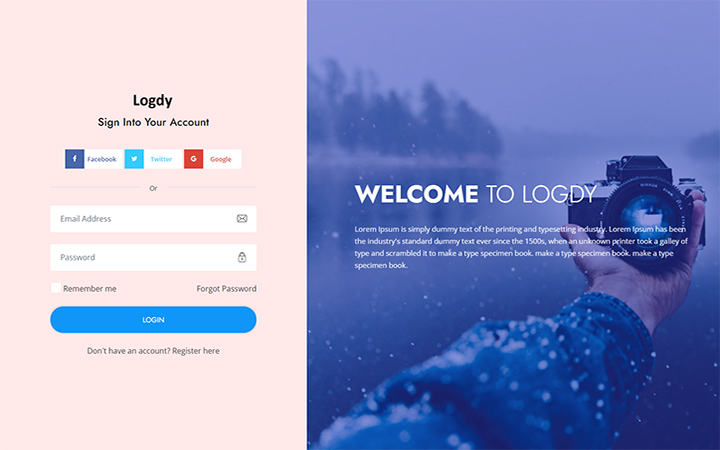 Logdy
Sign Into Your Account
Facebook
Twitter
Google
Or
Email Address
Password
Remember me
Forgot Password
LOGIN
Don't have an account? Register here
WELCOME TO LOGDY
Lorem Ipsum is simply dummy text of the printing and typesetting industry. Lorem Ipsum has been
the industry's standard dummy text ever since the 1500s, when an unknown printer took a galley of
type and scrambled it to make a type specimen book. make a type specimen book. make a type
specimen book.